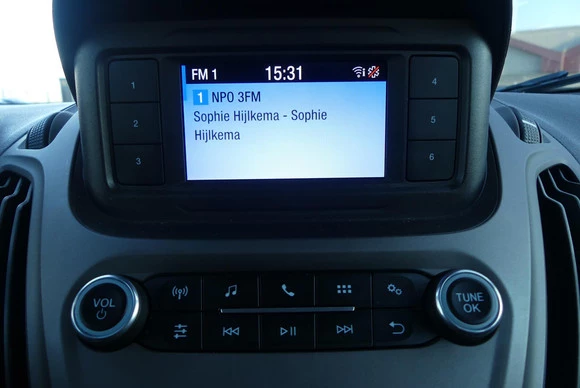 FM 1 15:31
1 NPO 3FM
Sophie Hijlkema - Sophie
Hijlkema
1
2
3
4
5
6
VOL
TUNE
OK